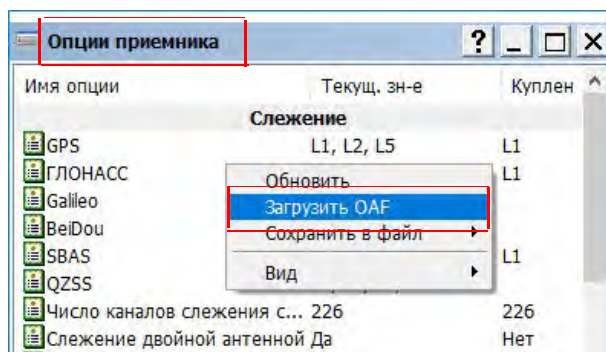 Опции приемника
Имя опции Текущ. зн-е Куплен
Слежение
GPS L1, L2, L5 L1
ГЛОНАСС L1
Galileo
BeiDou
SBAS L1
QZSS
Обновить
Загрузить OAF
Сохранить в файл
Вид
Число каналов слежения с... 226 226
Слежение двойной антенной Да Нет